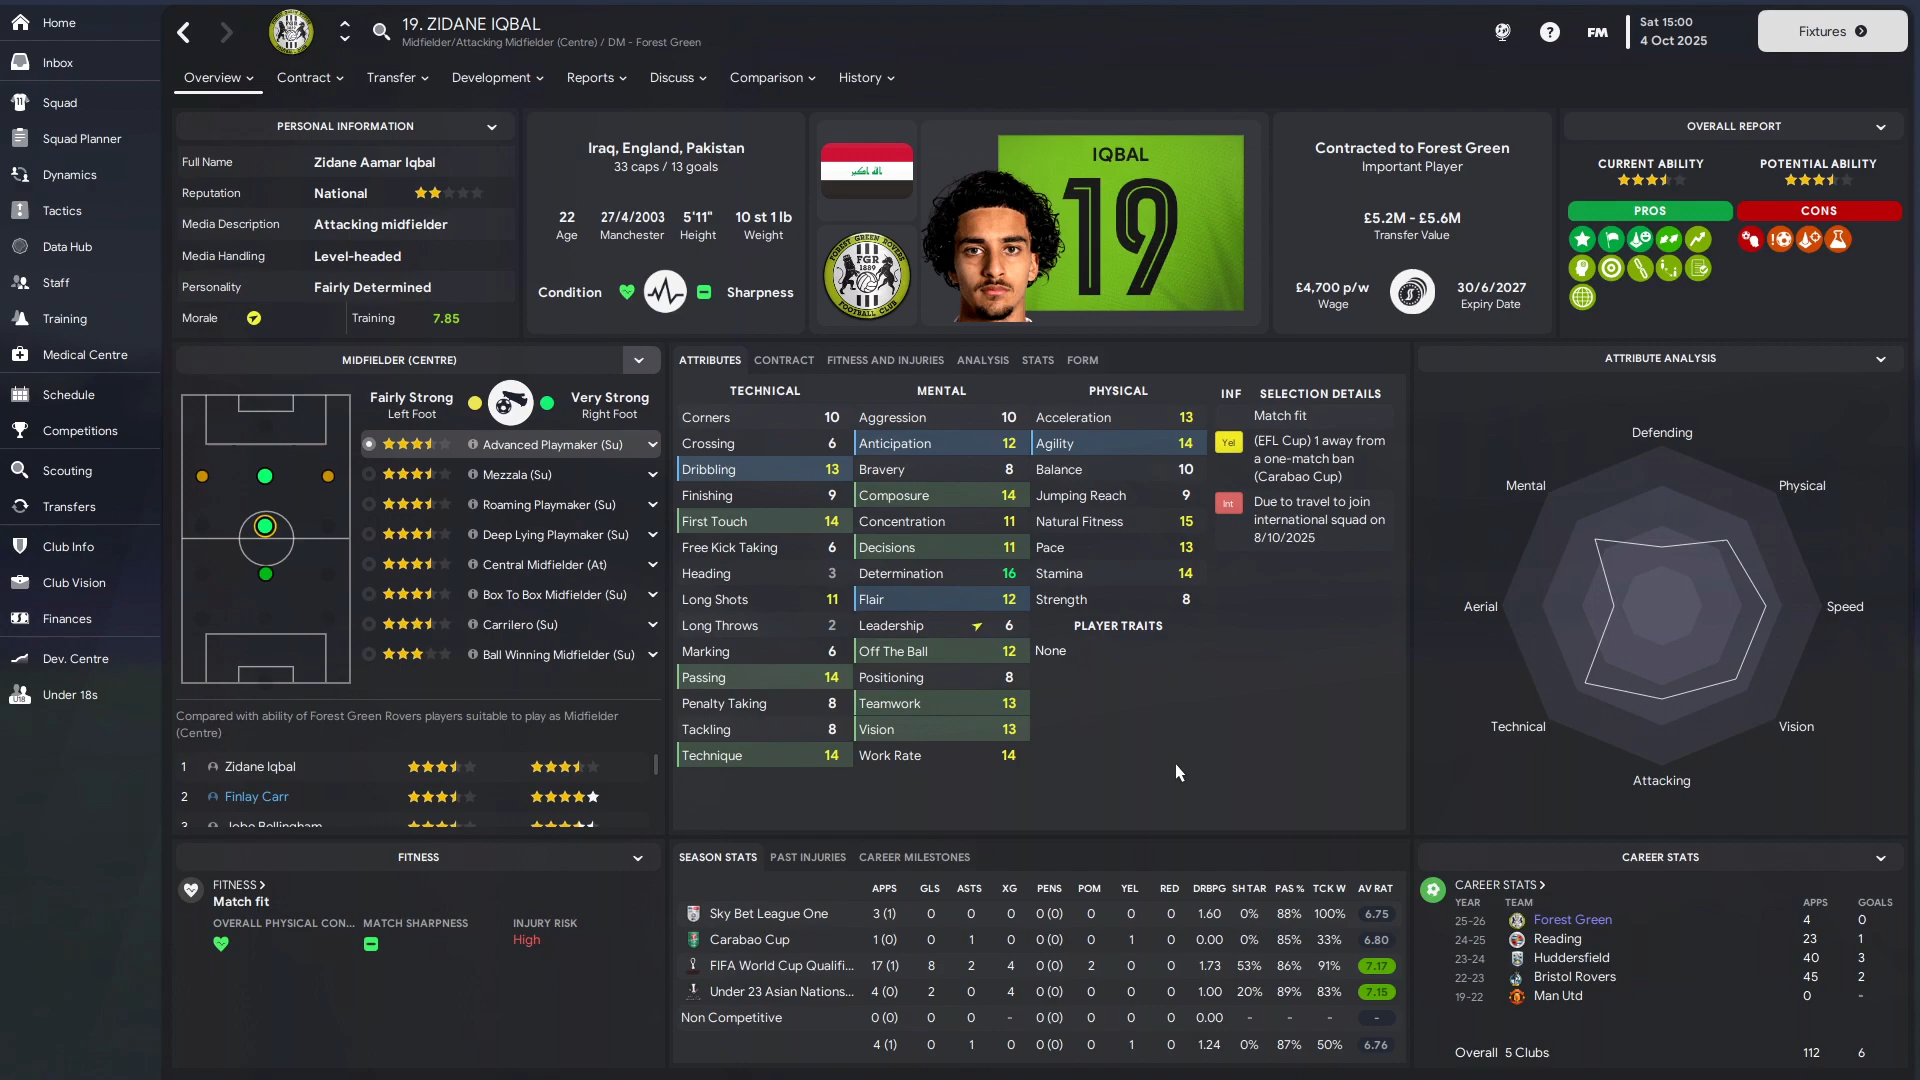 Home
Inbox
Squad
Squad Planner
Dynamics
Tactics
Data Hub
Staff
Training
Medical Centre
Schedule
Competitions
Scouting
Transfers
Club Info
Club Vision
Finances
Dev. Centre
Under 18s
19. ZIDANE IQBAL
Midfielder/Attacking Midfielder (Centre) / DM - Forest Green
FM
Sat 15:00
4 Oct 2025
Fixtures
Overview Contract Transfer Development Reports Discuss Comparison History
PERSONAL INFORMATION
Full Name Zidane Aamar Iqbal
Reputation National
Media Description Attacking midfielder
Media Handling Level-headed
Personality Fairly Determined
Morale Training 7.85
Iraq, England, Pakistan
33 caps / 13 goals
22 27/4/2003 5'11" 10 st 1 lb
Age Manchester Height Weight
Condition Sharpness
IQBAL
19
FOREST GREEN ROVERS
FGR
1889
FOOTBALL CLUB
Contracted to Forest Green
Important Player
£5.2M - £5.6M
Transfer Value
£4,700 p/w 30/6/2027
Wage Expiry Date
OVERALL REPORT
CURRENT ABILITY POTENTIAL ABILITY
PROS CONS
MIDFIELDER (CENTRE)
Fairly Strong Very Strong
Left Foot Right Foot
Advanced Playmaker (Su)
Mezzala (Su)
Roaming Playmaker (Su)
Deep Lying Playmaker (Su)
Central Midfielder (At)
Box To Box Midfielder (Su)
Carrilero (Su)
Ball Winning Midfielder (Su)
Compared with ability of Forest Green Rovers players suitable to play as Midfielder
(Centre)
1 Zidane Iqbal
2 Finlay Carr
3 Jobe Bellingham
ATTRIBUTES CONTRACT FITNESS AND INJURIES ANALYSIS STATS FORM
TECHNICAL MENTAL PHYSICAL
Corners 10 Aggression 10 Acceleration 13
Crossing 6 Anticipation 12 Agility 14
Dribbling 13 Bravery 8 Balance 10
Finishing 9 Composure 14 Jumping Reach 9
First Touch 14 Concentration 11 Natural Fitness 15
Free Kick Taking 6 Decisions 11 Pace 13
Heading 3 Determination 16 Stamina 14
Long Shots 11 Flair 12 Strength 8
Long Throws 2 Leadership 6 PLAYER TRAITS
Marking 6 Off The Ball 12 None
Passing 14 Positioning 8
Penalty Taking 8 Teamwork 13
Tackling 8 Vision 13
Technique 14 Work Rate 14
INF SELECTION DETAILS
Match fit
Yel (EFL Cup) 1 away from
a one-match ban
(Carabao Cup)
Int Due to travel to join
international squad on
8/10/2025
ATTRIBUTE ANALYSIS
Defending
Mental Physical
Aerial Speed
Technical Vision
Attacking
FITNESS
FITNESS
Match fit
OVERALL PHYSICAL CON... MATCH SHARPNESS INJURY RISK
High
SEASON STATS PAST INJURIES CAREER MILESTONES
APPS GLS ASTS XG PENS POM YEL RED DRBPG SH TAR PAS % TCK W AV RAT
Sky Bet League One 3 (1) 0 0 0 0 (0) 0 0 0 1.60 0% 88% 100% 6.75
Carabao Cup 1 (0) 0 1 0 0 (0) 0 1 0 0.00 0% 85% 33% 6.80
FIFA World Cup Qualifi... 17 (1) 8 2 4 0 (0) 2 0 0 1.73 53% 86% 91% 7.17
Under 23 Asian Nations... 4 (0) 2 0 4 0 (0) 0 0 0 1.00 20% 89% 83% 7.15
Non Competitive 0 (0) 0 0 - 0 (0) 0 0 0 0.00 - - - -
4 (1) 0 1 0 0 (0) 0 1 0 1.24 0% 87% 50% 6.76
CAREER STATS
CAREER STATS
YEAR TEAM APPS GOALS
25-26 Forest Green 4 0
24-25 Reading 23 1
23-24 Huddersfield 40 3
22-23 Bristol Rovers 45 2
19-22 Man Utd 0 -
Overall 5 Clubs 112 6